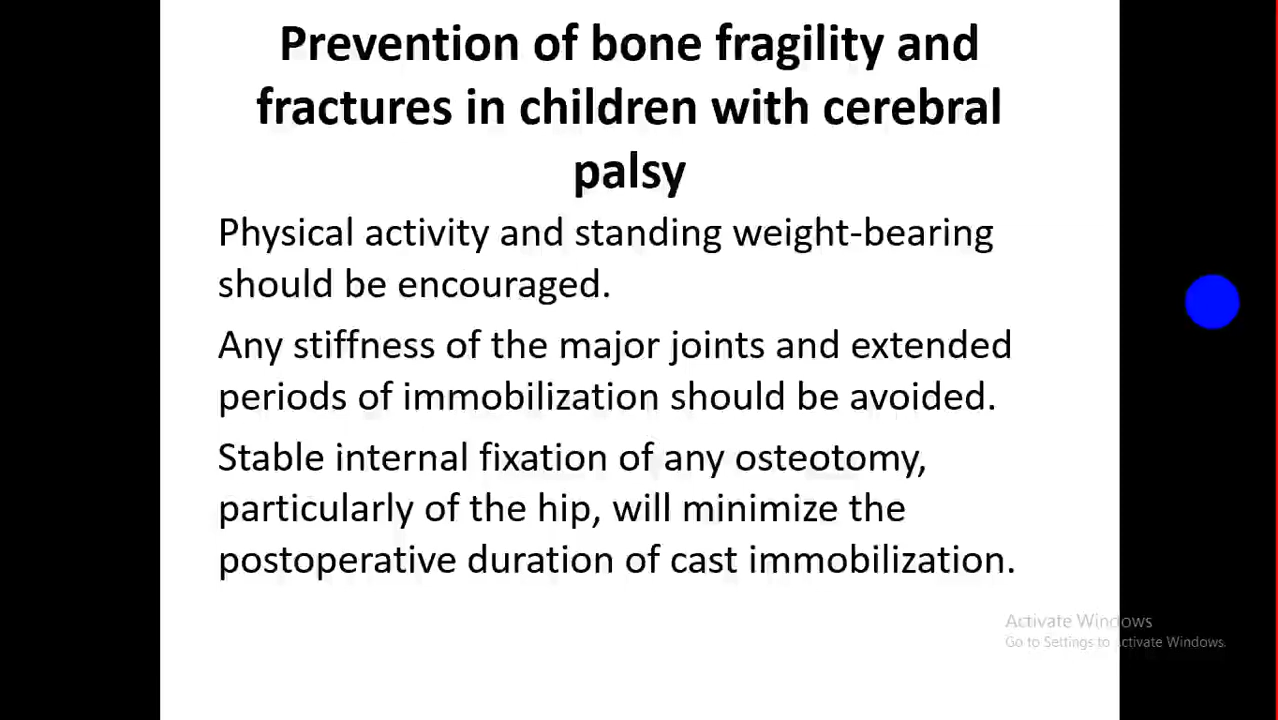 Prevention of bone fragility and
fractures in children with cerebral
palsy
Physical activity and standing weight-bearing
should be encouraged.
Any stiffness of the major joints and extended
periods of immobilization should be avoided.
Stable internal fixation of any osteotomy,
particularly of the hip, will minimize the
postoperative duration of cast immobilization.
Activate Windows
Go to Settings to Activate Windows.